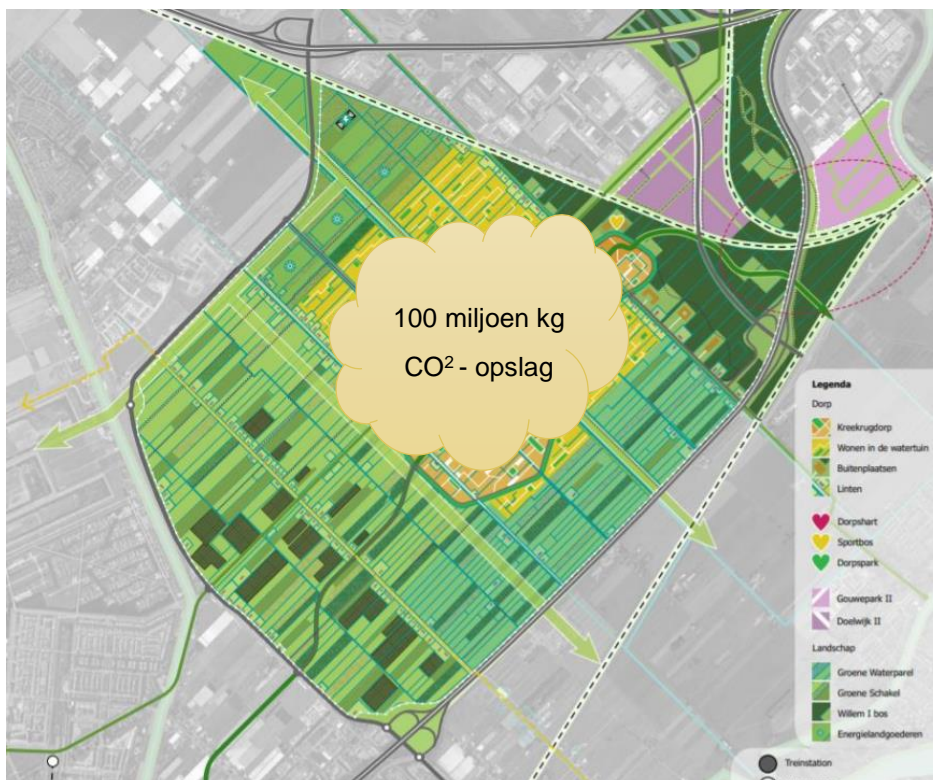 100 miljoen kg
CO² - opslag
Legenda
Dorp
Kreekrugdorp
Wonen in de watertuin
Buitenplaatsen
Linten
Dorpshart
Sportbos
Dorpspark
Gouwepark II
Doelwijk II
Landschap
Groene Waterparel
Groene Schakel
Willem I bos
Energielandgoederen
Treinstation